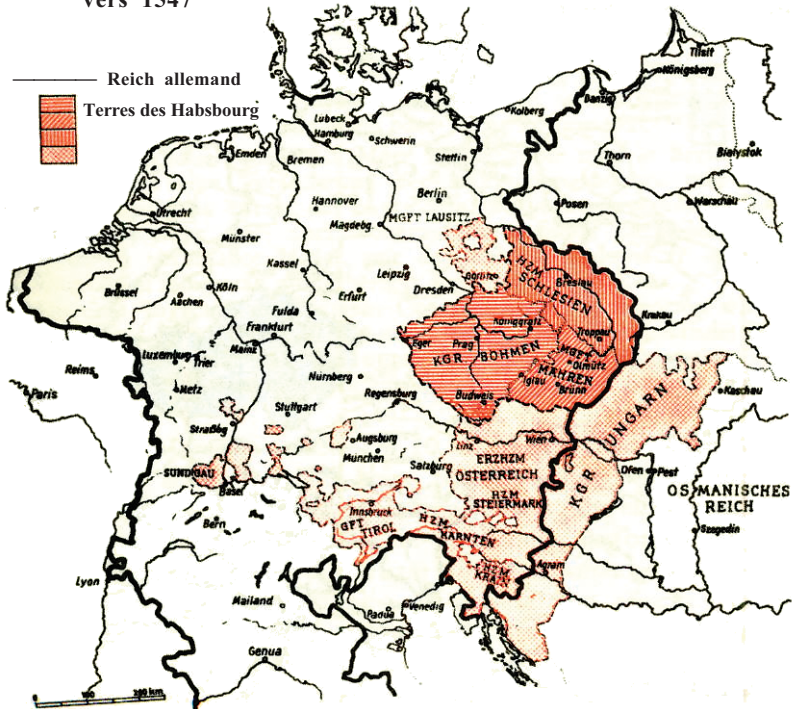 vers 1547
Reich allemand
Terres des Habsbourg
Tilsit
Königsberg
Danzig
Kolberg
Lubeck
Hamburg
Schwerin
Stettin
Emden
Bremen
Thorn
Białystok
Berlin
Hannover
Posen
Warschau
Utrecht
MGFT LAUSITZ
Magdebg.
Münster
Kassel
Leipzig
Görlitz
HZM
SCHLESIEN
Breslau
Brüssel
Köln
Aachen
Erfurt
Dresden
Fulda
Frankfurt
Königgrätz
Troppau
Krakau
Eger
Prag
KGR BÖHMEN
MGFT
Olmütz
MÄHREN
Luxemburg
Trier
Mainz
Iglau
Brünn
Reims
Paris
Metz
Nürnberg
Regensburg
Budweis
Kaschau
Stuttgart
Straßbg
Augsburg
Linz
Wien
KGR UNGARN
München
Salzburg
ERZHZM
ÖSTERREICH
Ofen
Pest
SUNDGAU
Basel
HZM
STEIERMARK
OSMANISCHES
REICH
Innsbruck
GFT
TIROL
HZM
KÄRNTEN
Bern
Szegedin
HZM
KRAIN
Agram
Lyon
Mailand
Padua
Venedig
Genua
0 100 200 km